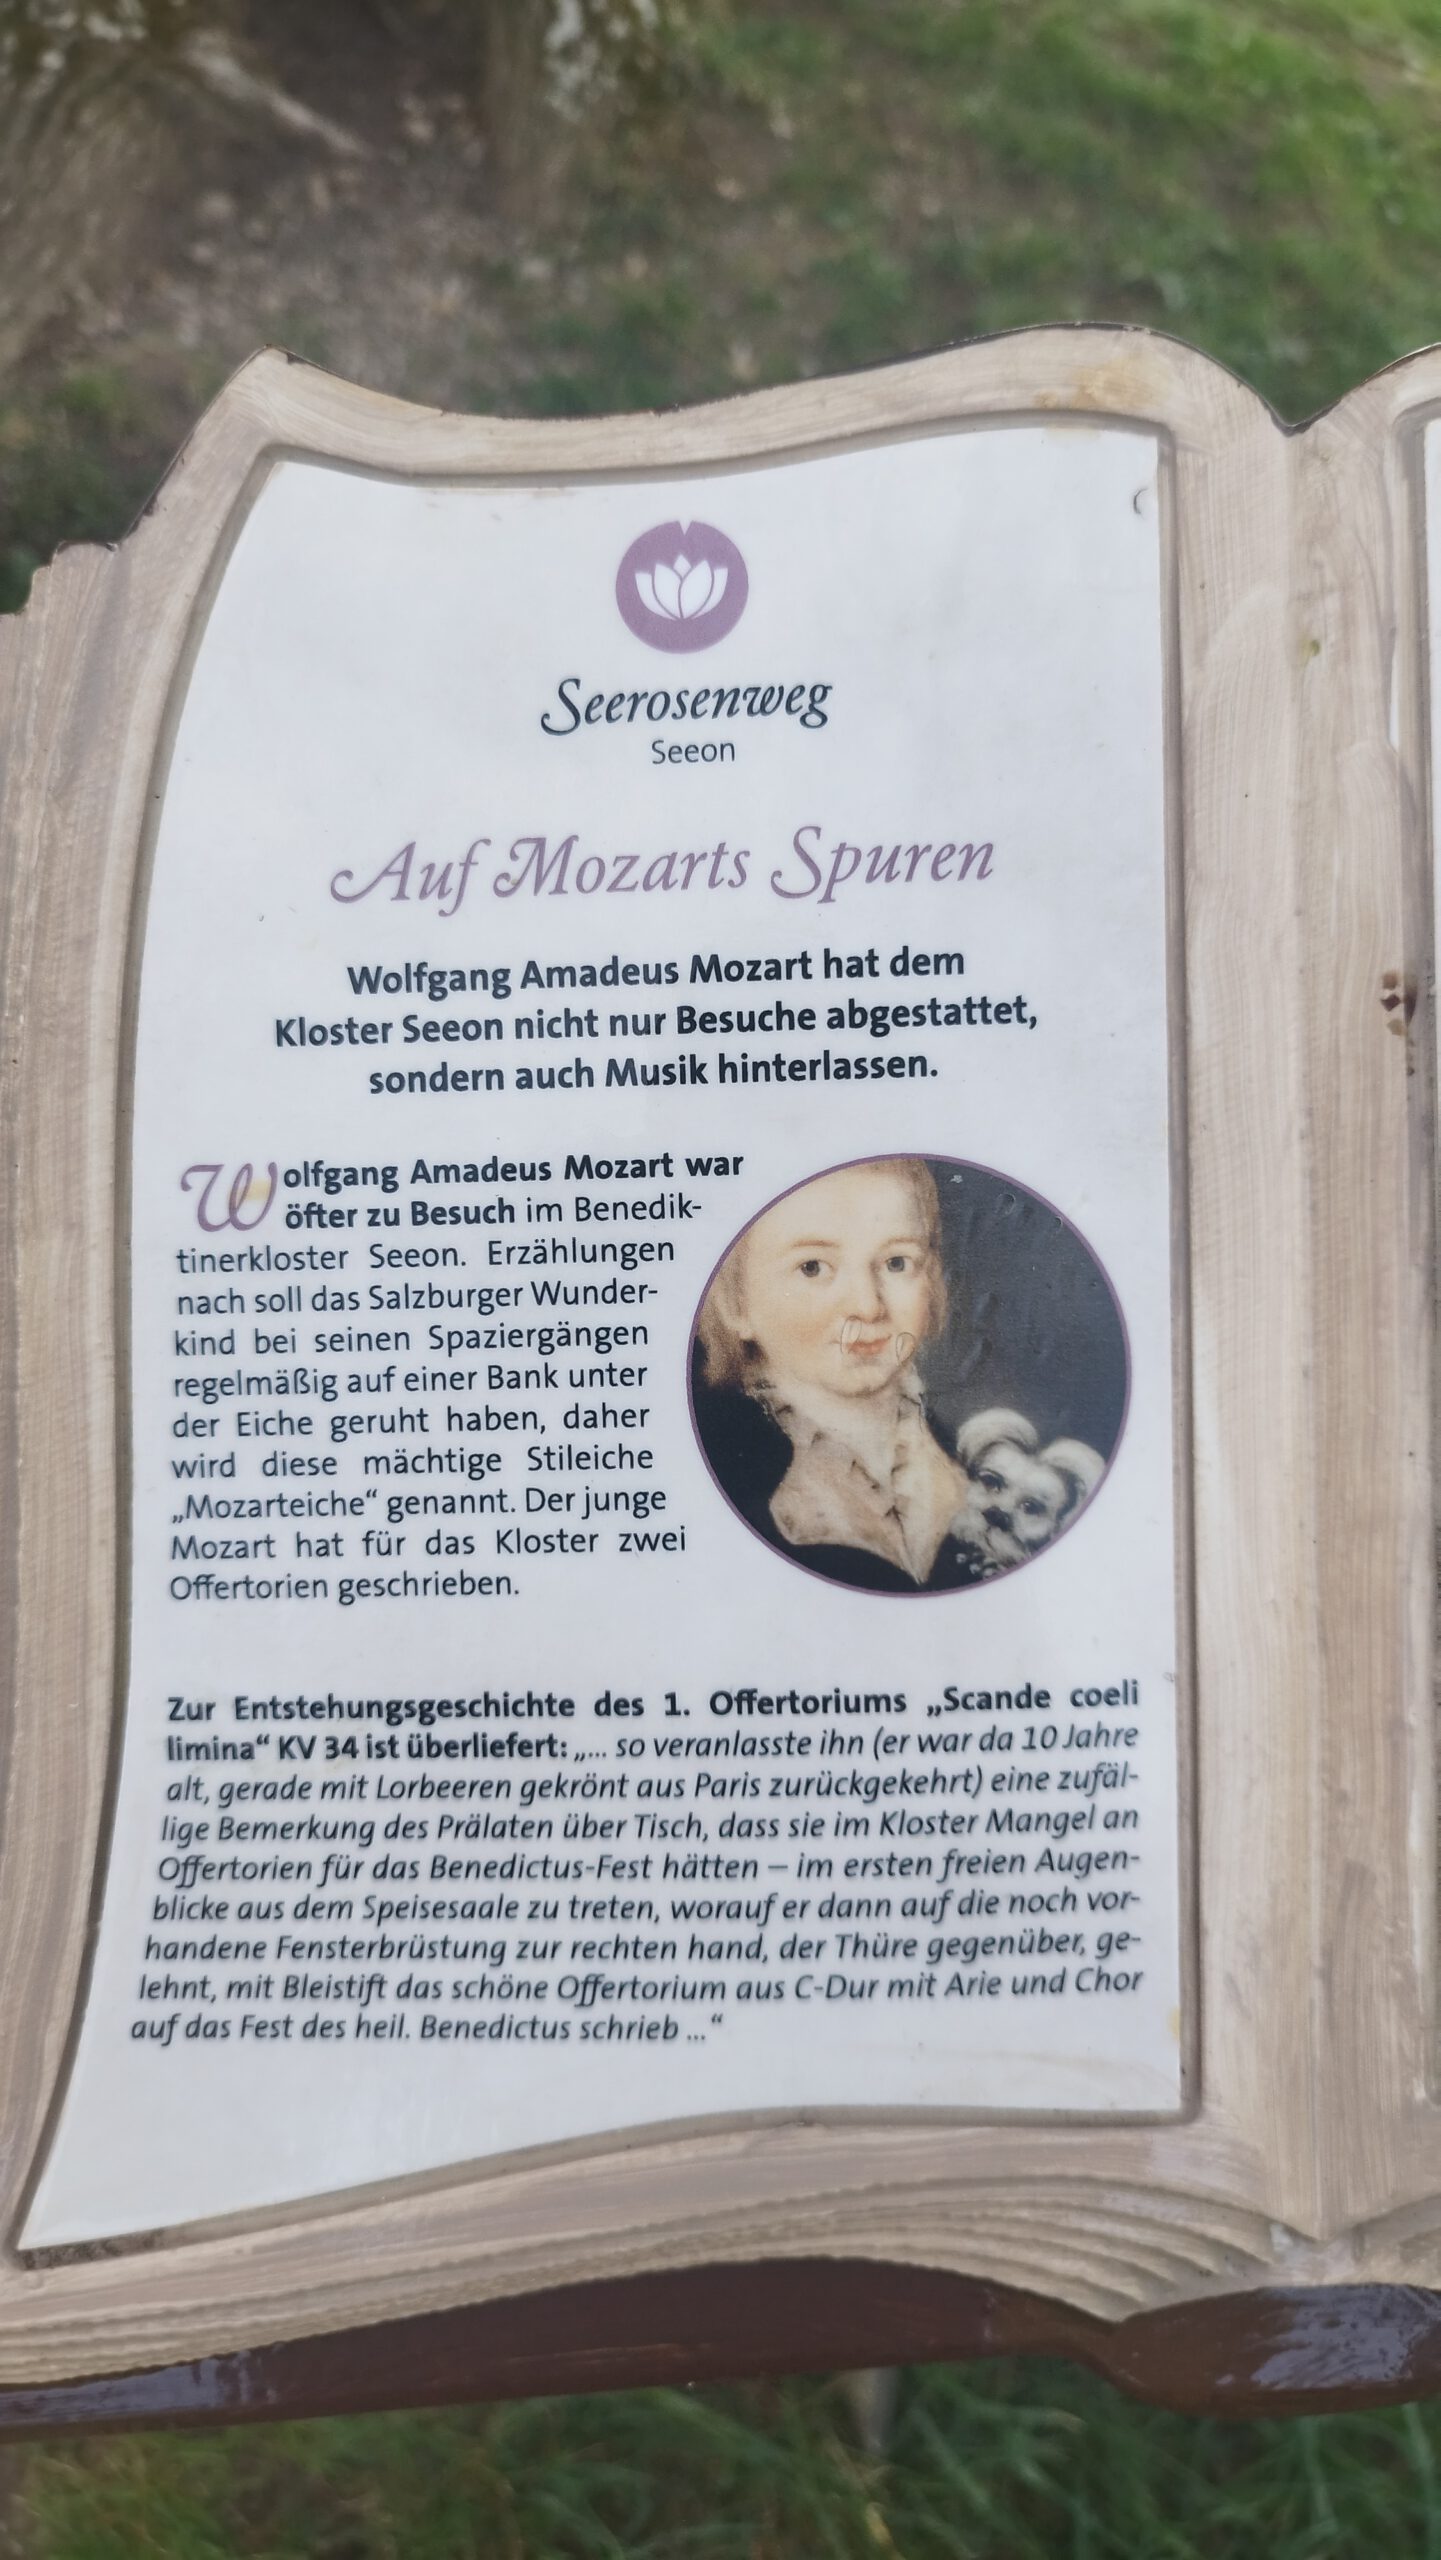 Seerosenweg
Seeon
Auf Mozarts Spuren
Wolfgang Amadeus Mozart hat dem
Kloster Seeon nicht nur Besuche abgestattet,
sondern auch Musik hinterlassen.
Wolfgang Amadeus Mozart war
öfter zu Besuch im Benedik-
tinerkloster Seeon. Erzählungen
nach soll das Salzburger Wunder-
kind bei seinen Spaziergängen
regelmäßig auf einer Bank unter
der Eiche geruht haben, daher
wird diese mächtige Stileiche
„Mozarteiche“ genannt. Der junge
Mozart hat für das Kloster zwei
Offertorien geschrieben.
Zur Entstehungsgeschichte des 1. Offertoriums „Scande coeli
limina“ KV 34 ist überliefert: „... so veranlasste ihn (er war da 10 Jahre
alt, gerade mit Lorbeeren gekrönt aus Paris zurückgekehrt) eine zufäl-
lige Bemerkung des Prälaten über Tisch, dass sie im Kloster Mangel an
Offertorien für das Benedictus-Fest hätten – im ersten freien Augen-
blicke aus dem Speisesaale zu treten, worauf er dann auf die noch vor-
handene Fensterbrüstung zur rechten hand, der Thüre gegenüber, ge-
lehnt, mit Bleistift das schöne Offertorium aus C-Dur mit Arie und Chor
auf das Fest des heil. Benedictus schrieb ...“